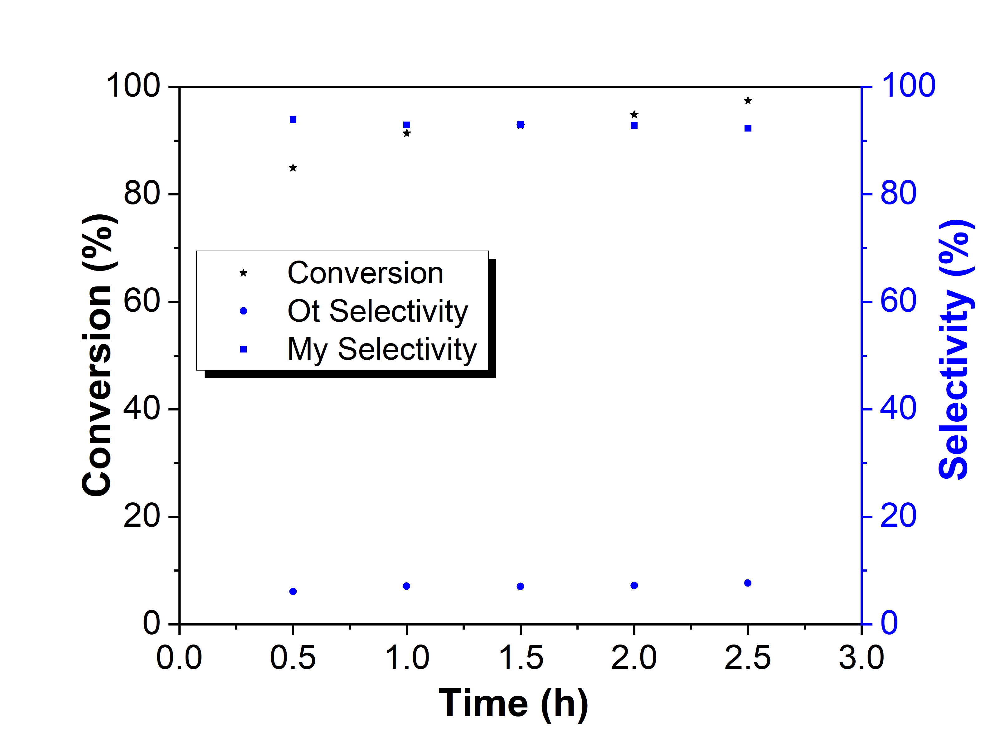 100
80
60
40
20
0
Conversion (%)
Conversion
Ot Selectivity
My Selectivity
100
80
60
40
20
0
Selectivity (%)
0.0 0.5 1.0 1.5 2.0 2.5 3.0
Time (h)